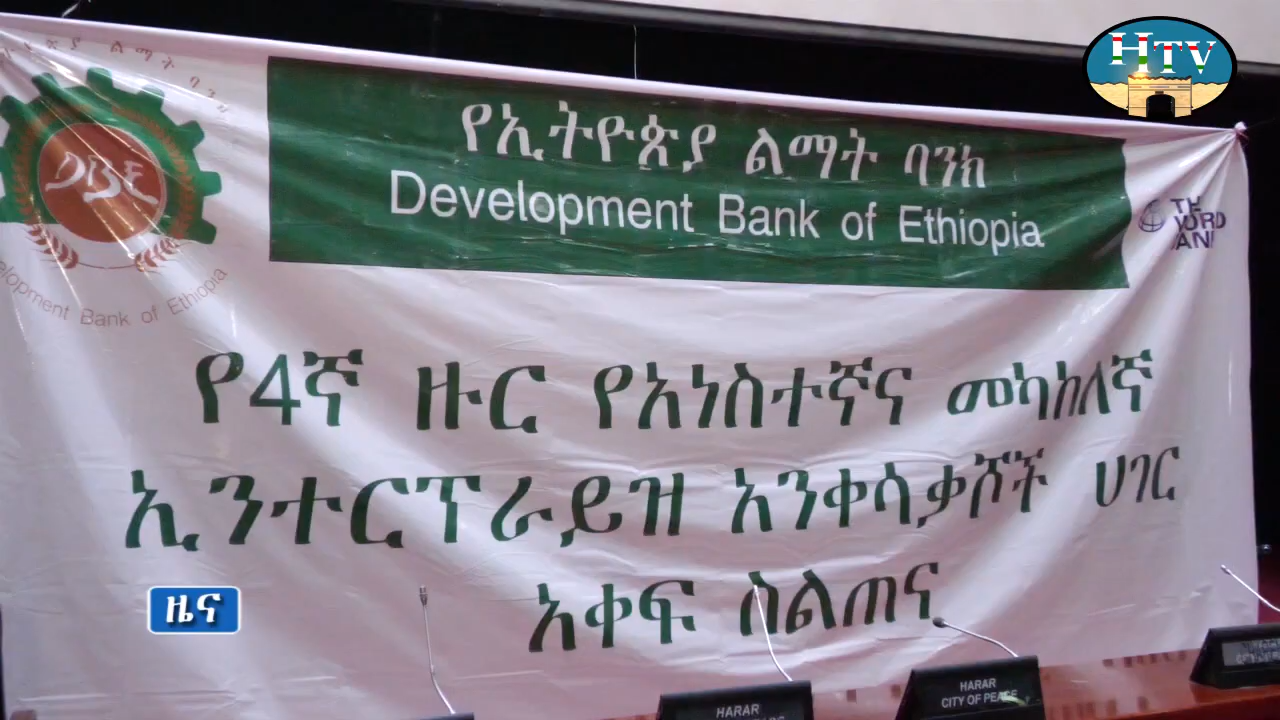 HTV
የኢትዮጵያ ልማት ባንክ
Development Bank of Ethiopia
DBE
Bank of Ethiopia
የ4ኛ ዙር የአነስተኛና መካከለኛ
ኢንተርፕራይዝ አንቀሳቃሾች ሀገር
አቀፍ ስልጠና
ዜና
HARAR
HARAR
CITY OF PEACE